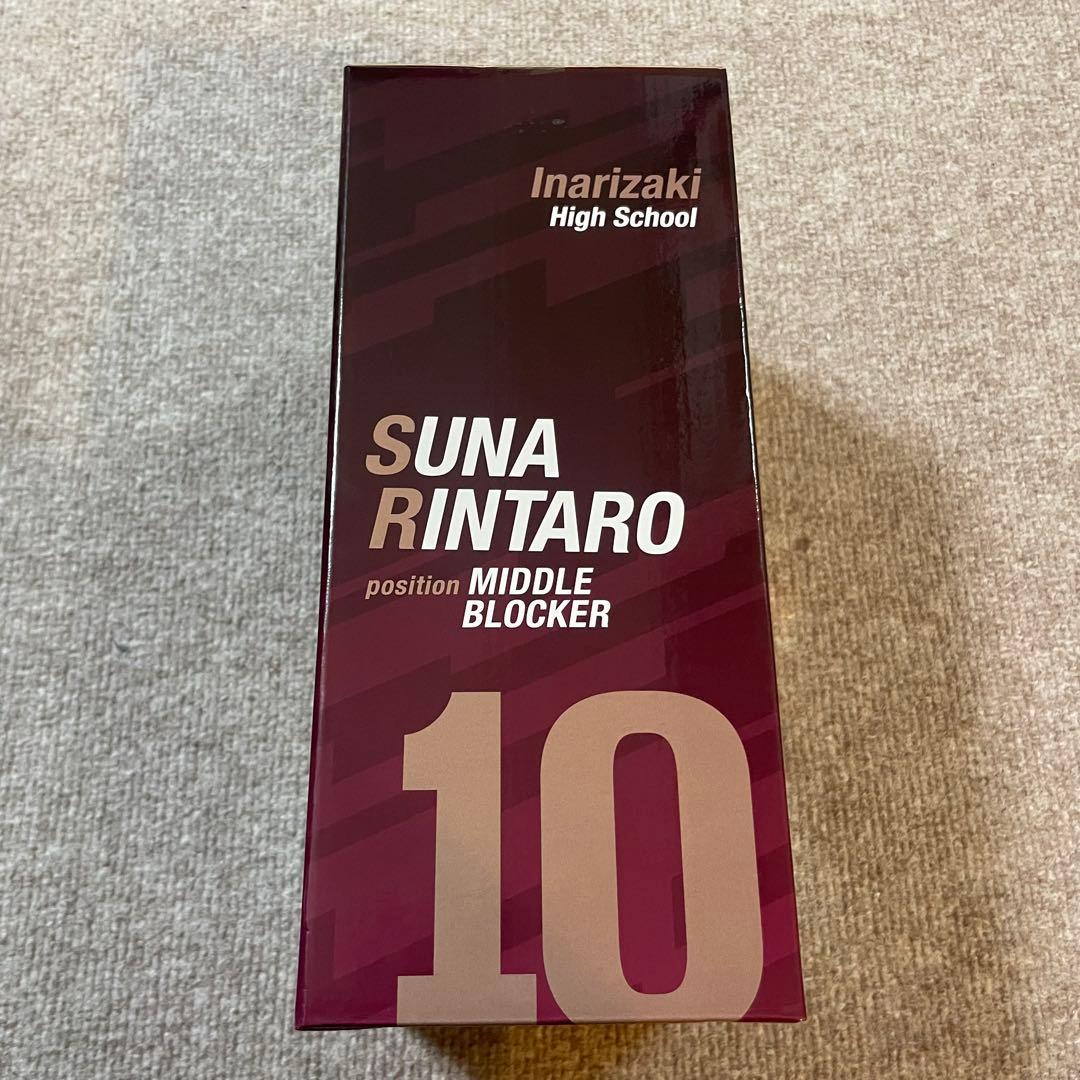 Inarizaki
High School
SUNA
RINTARO
position MIDDLE
BLOCKER
10